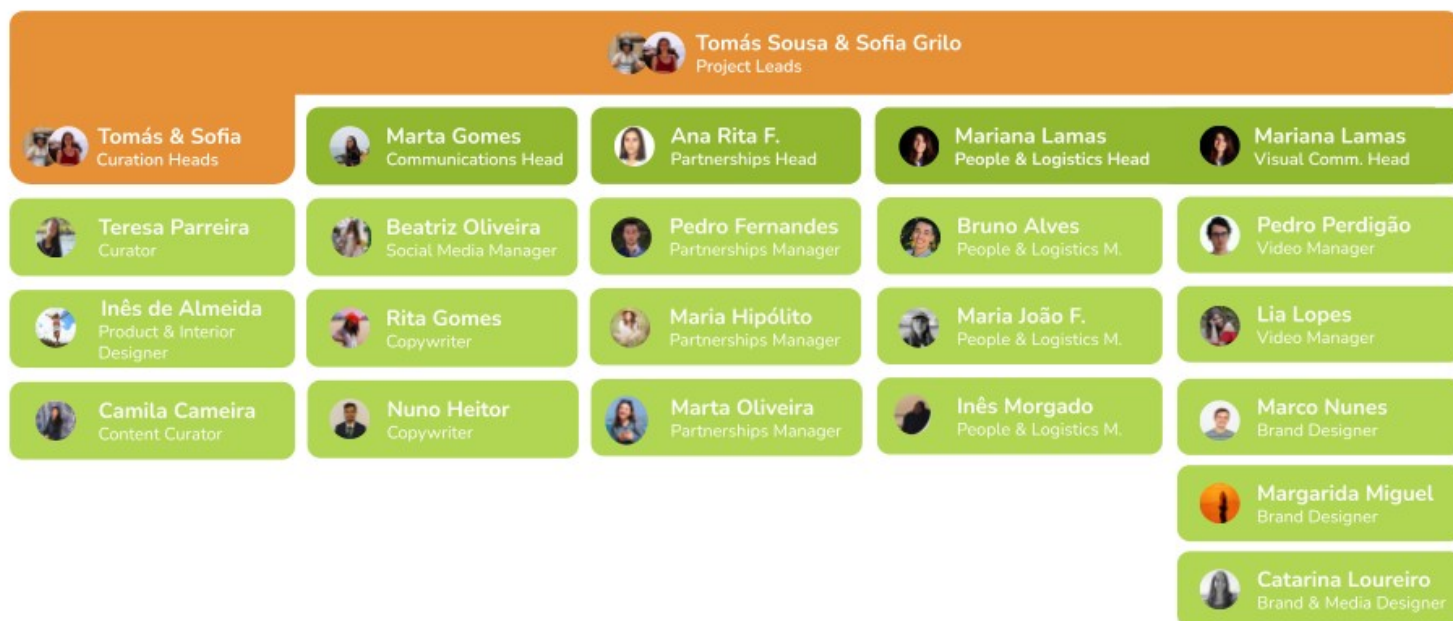 Tomás Sousa & Sofia Grilo
Project Leads
Tomás & Sofia
Curation Heads
Marta Gomes
Communications Head
Ana Rita F.
Partnerships Head
Mariana Lamas
People & Logistics Head
Mariana Lamas
Visual Comm. Head
Teresa Parreira
Curator
Beatriz Oliveira
Social Media Manager
Pedro Fernandes
Partnerships Manager
Bruno Alves
People & Logistics M.
Pedro Perdigão
Video Manager
Inês de Almeida
Product & Interior
Designer
Rita Gomes
Copywriter
Maria Hipólito
Partnerships Manager
Maria João F.
People & Logistics M.
Lia Lopes
Video Manager
Camila Cameira
Content Curator
Nuno Heitor
Copywriter
Marta Oliveira
Partnerships Manager
Inês Morgado
People & Logistics M.
Marco Nunes
Brand Designer
Margarida Miguel
Brand Designer
Catarina Loureiro
Brand & Media Designer